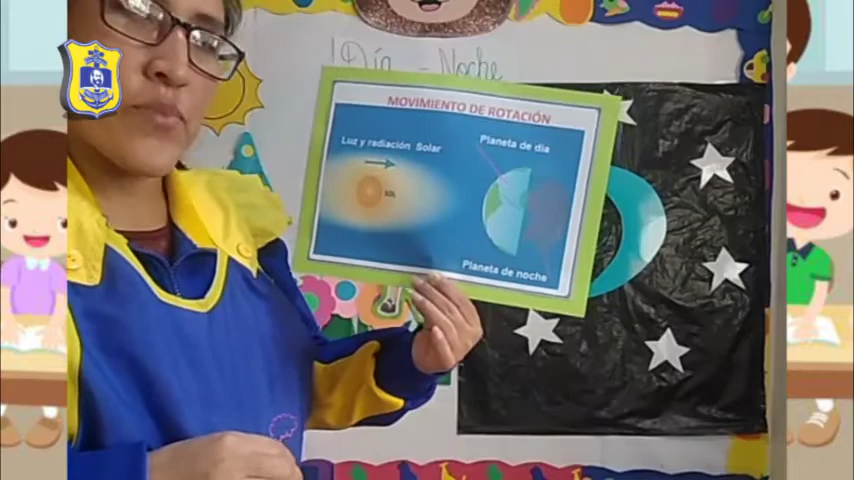 ¡Día - Noche
MOVIMIENTO DE ROTACIÓN
Luz y radiación Solar
Planeta de día
SOL
Planeta de noche